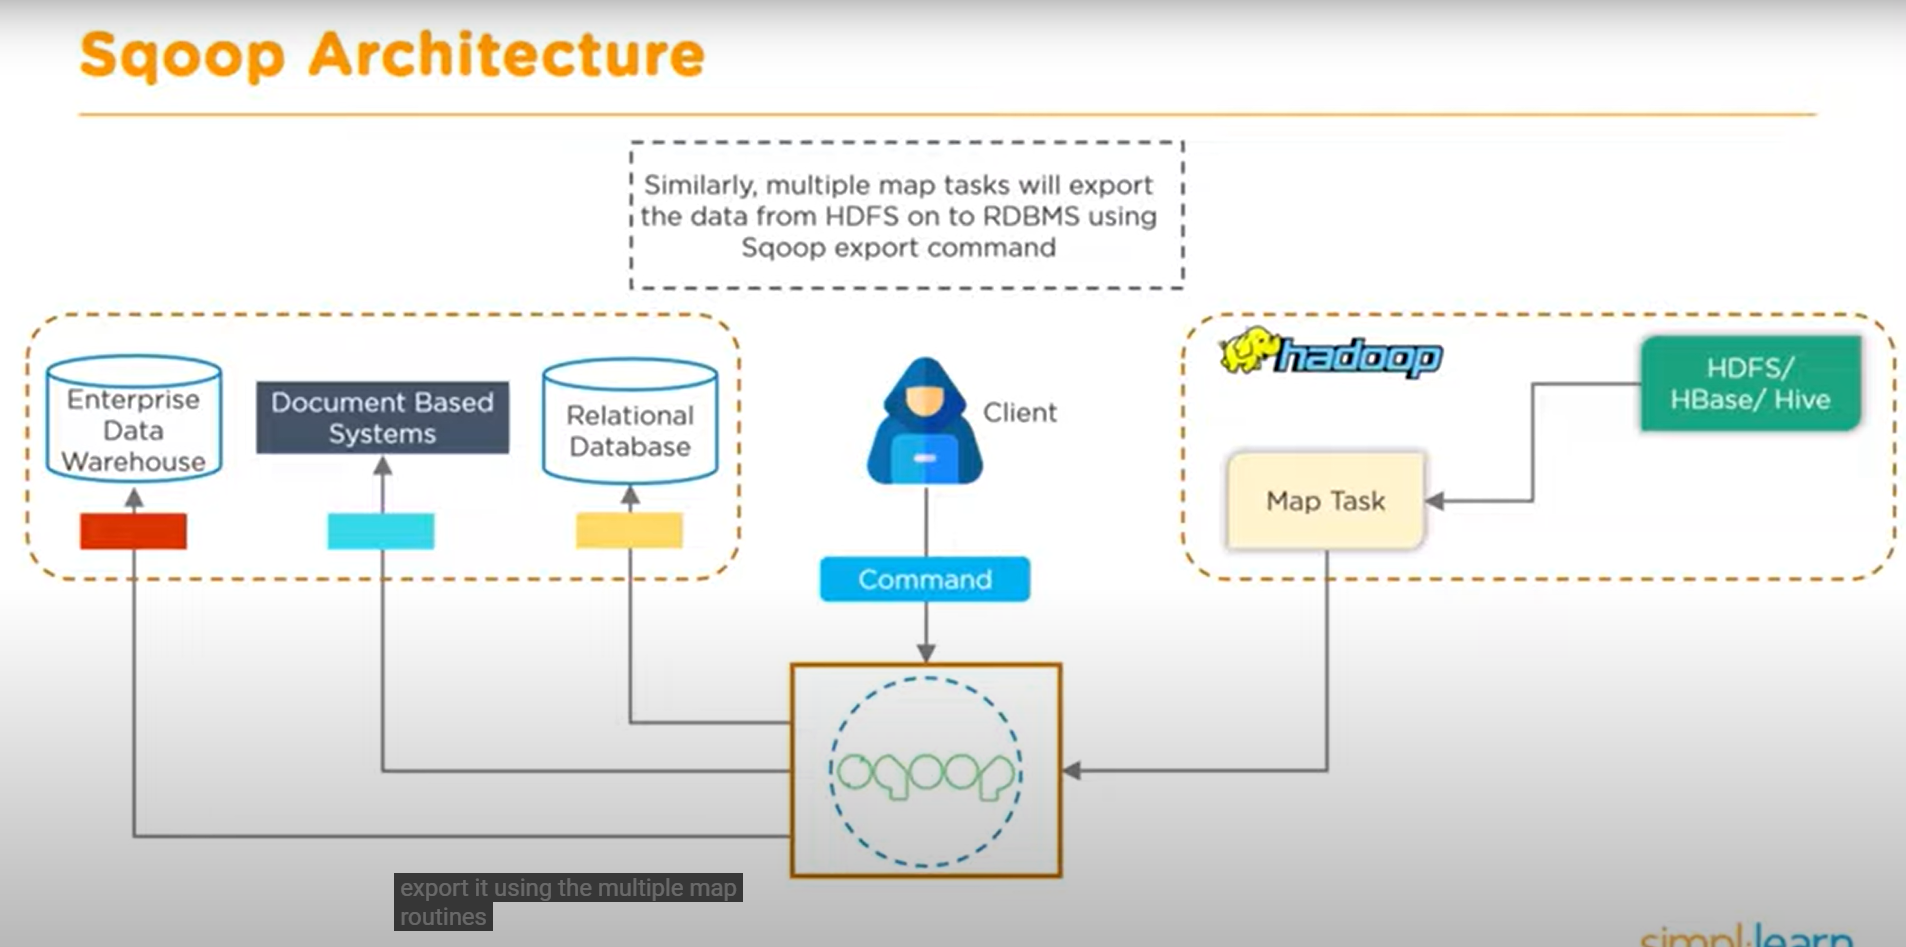 Sqoop Architecture
Similarly, multiple map tasks will export
the data from HDFS on to RDBMS using
Sqoop export command
Enterprise
Data
Warehouse
Document Based
Systems
Relational
Database
Client
Command
sqoop
hadoop
HDFS/
HBase/ Hive
Map Task
export it using the multiple map
routines
simplilearn